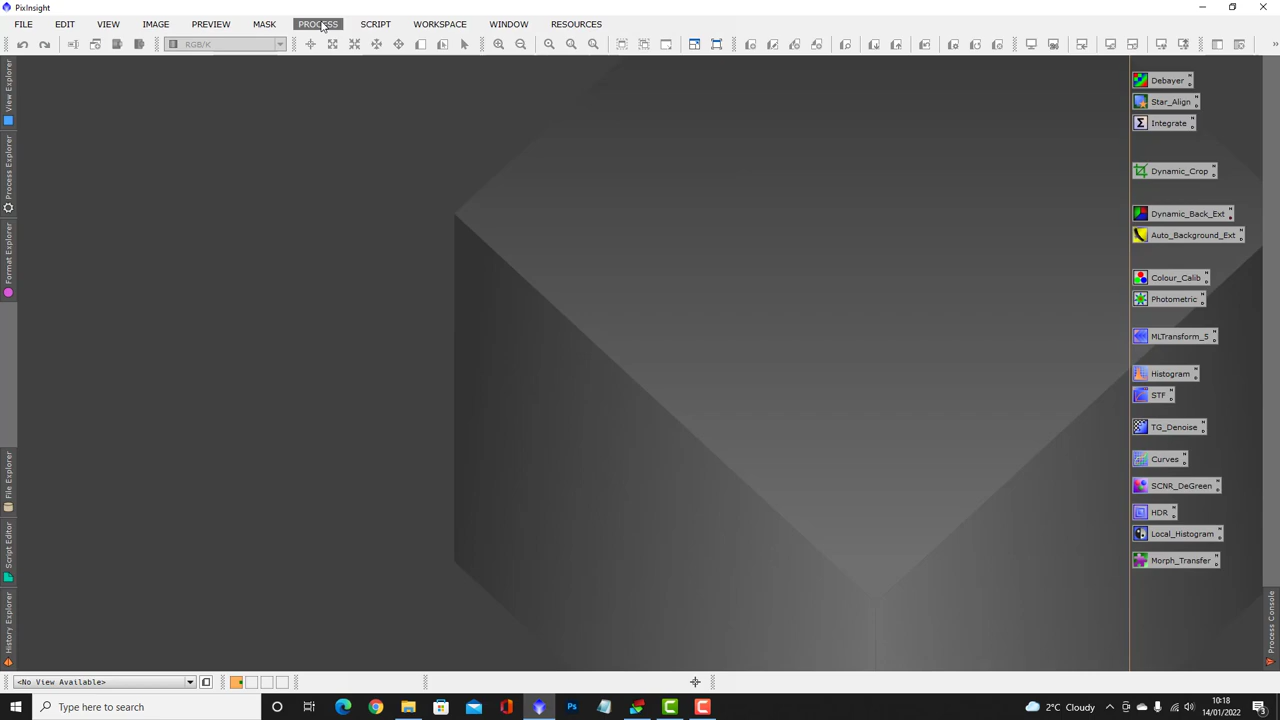 PixInsight
FILE EDIT VIEW IMAGE PREVIEW MASK PROCESS SCRIPT WORKSPACE WINDOW RESOURCES
RGB/K
View Explorer
Process Explorer
Format Explorer
File Explorer
Script Editor
History Explorer
Debayer
Star_Align
Integrate
Dynamic_Crop
Dynamic_Back_Ext
Auto_Background_Ext
Colour_Calib
Photometric
MLTransform_5
Histogram
STF
TG_Denoise
Curves
SCNR_DeGreen
HDR
Local_Histogram
Morph_Transfer
Process Console
<No View Available>
Type here to search
2°C Cloudy
10:18
14/01/2022